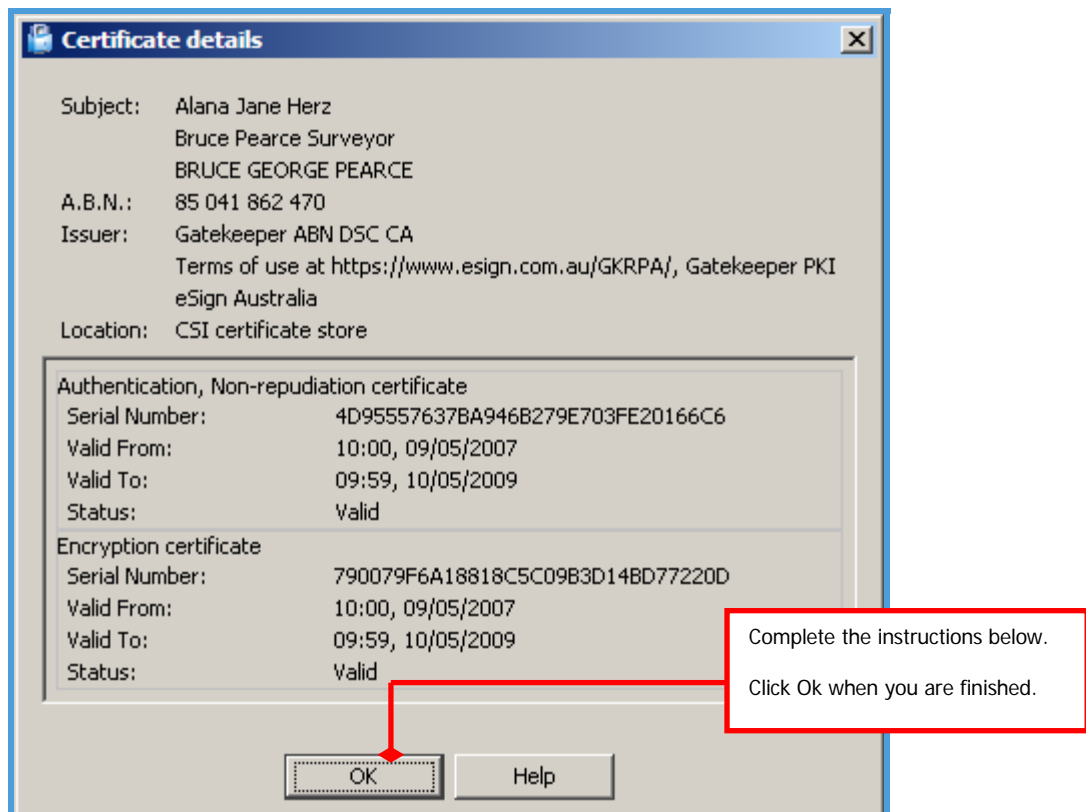 Certificate details
Subject: Alana Jane Herz
Bruce Pearce Surveyor
BRUCE GEORGE PEARCE
A.B.N.: 85 041 862 470
Issuer: Gatekeeper ABN DSC CA
Terms of use at https://www.esign.com.au/GKRPA/, Gatekeeper PKI
eSign Australia
Location: CSI certificate store
Authentication, Non-repudiation certificate
Serial Number: 4D95557637BA946B279E703FE20166C6
Valid From: 10:00, 09/05/2007
Valid To: 09:59, 10/05/2009
Status: Valid
Encryption certificate
Serial Number: 790079F6A18818C5C09B3D14BD77220D
Valid From: 10:00, 09/05/2007
Valid To: 09:59, 10/05/2009
Status: Valid
Complete the instructions below.
Click Ok when you are finished.
OK Help